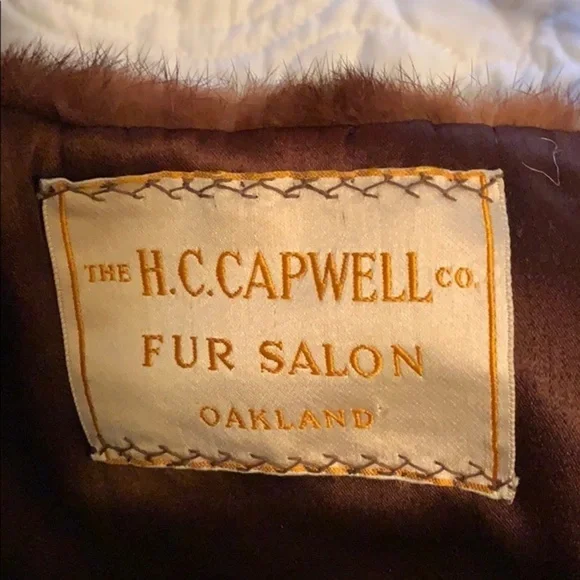 THE H.C.CAPWELL CO.
FUR SALON
OAKLAND